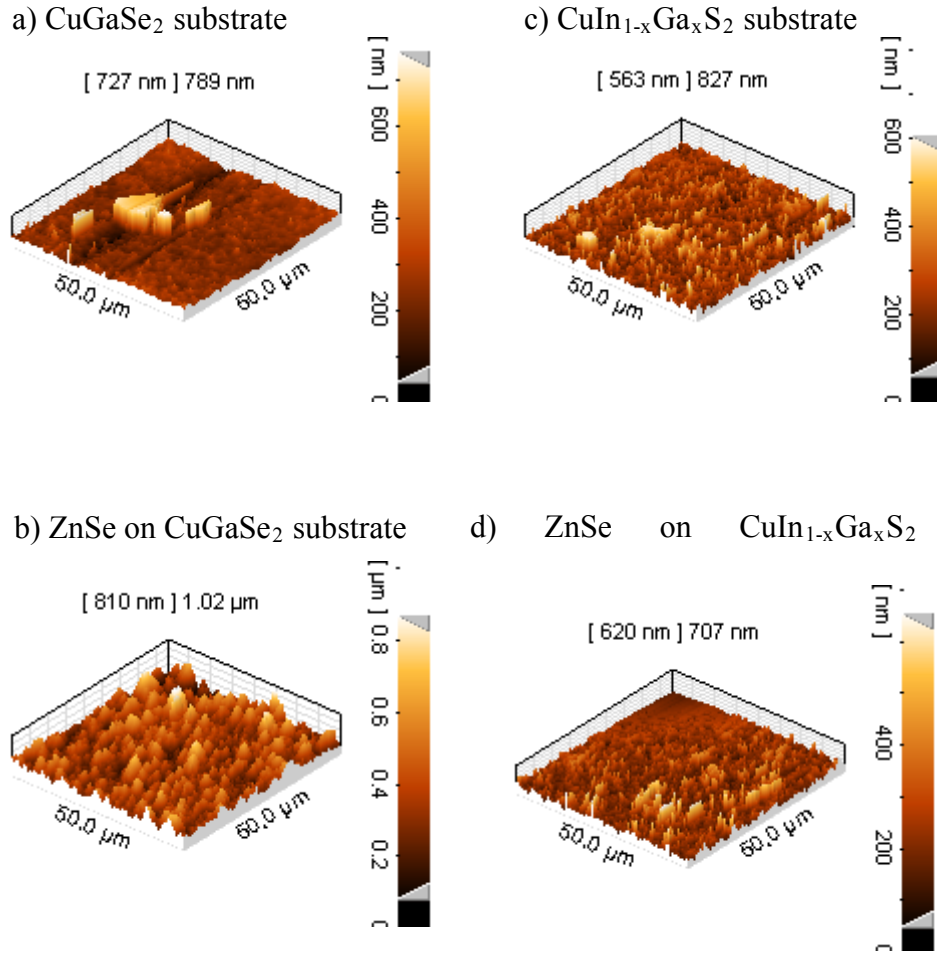 a) CuGaSe₂ substrate
[ 727 nm ] 789 nm
[ nm ]
600
400
200
0
50.0 µm
60.0 µm
c) CuIn₁₋ₓGaₓS₂ substrate
[ 563 nm ] 827 nm
[ nm ]
600
400
200
0
50.0 µm
60.0 µm
b) ZnSe on CuGaSe₂ substrate
[ 810 nm ] 1.02 µm
[ µm ]
0.8
0.6
0.4
0.2
0
50.0 µm
60.0 µm
d) ZnSe on CuIn₁₋ₓGaₓS₂
[ 620 nm ] 707 nm
[ nm ]
400
200
0
50.0 µm
60.0 µm